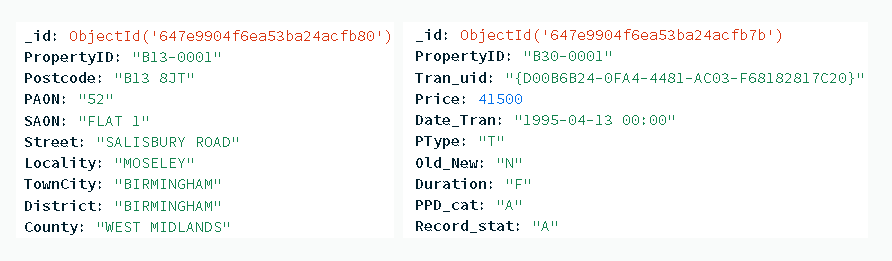 _id: ObjectId('647e9904f6ea53ba24acfb80')
PropertyID: "B13-0001"
Postcode: "B13 8JT"
PAON: "52"
SAON: "FLAT 1"
Street: "SALISBURY ROAD"
Locality: "MOSELEY"
TownCity: "BIRMINGHAM"
District: "BIRMINGHAM"
County: "WEST MIDLANDS"
_id: ObjectId('647e9904f6ea53ba24acfb7b')
PropertyID: "B30-0001"
Tran_uid: "{D00B6B24-0FA4-4481-AC03-F68182817C20}"
Price: 41500
Date_Tran: "1995-04-13 00:00"
PType: "T"
Old_New: "N"
Duration: "F"
PPD_cat: "A"
Record_stat: "A"